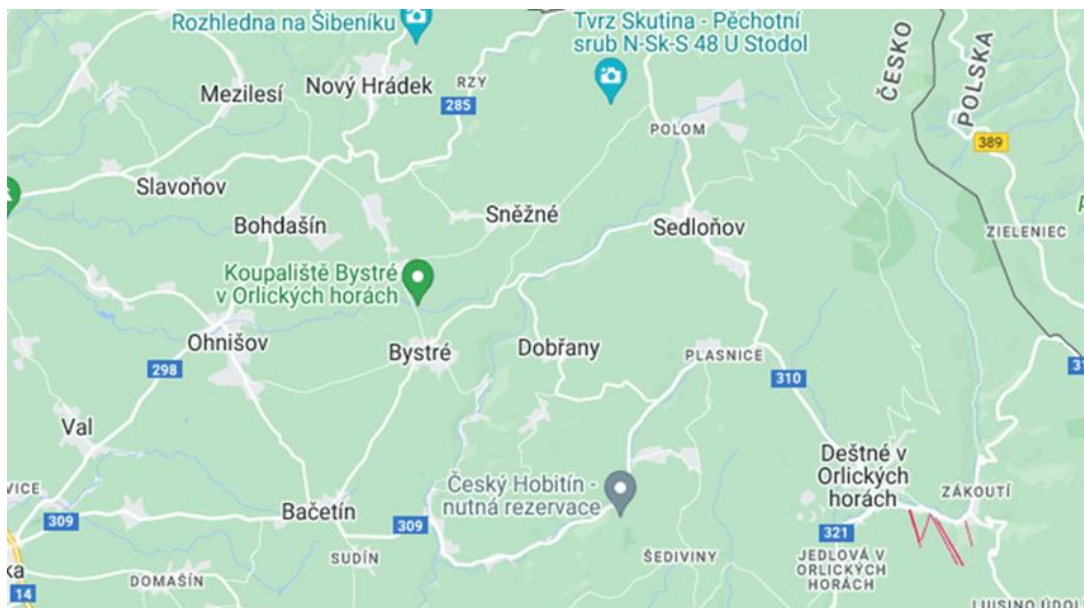 Rozhledna na Šibeníku
Tvrz Skutina - Pěchotní
srub N-Sk-S 48 U Stodol
ČESKO
POLSKA
Nový Hrádek
RZY
Mezilesí
285
POLOM
389
Slavoňov
Sněžné
Bohdašín
Sedloňov
ZIELENIEC
Koupaliště Bystré
v Orlických horách
Ohnišov
Bystré
Dobřany
PLASNICE
298
310
Val
Deštné v
Orlických
horách
Český Hobitín -
nutná rezervace
ZÁKOUTÍ
VICE
309
Bačetín
309
321
SUDÍN
ŠEDIVINY
JEDLOVÁ V
ORLICKÝCH
HORÁCH
ka
DOMAŠÍN
14